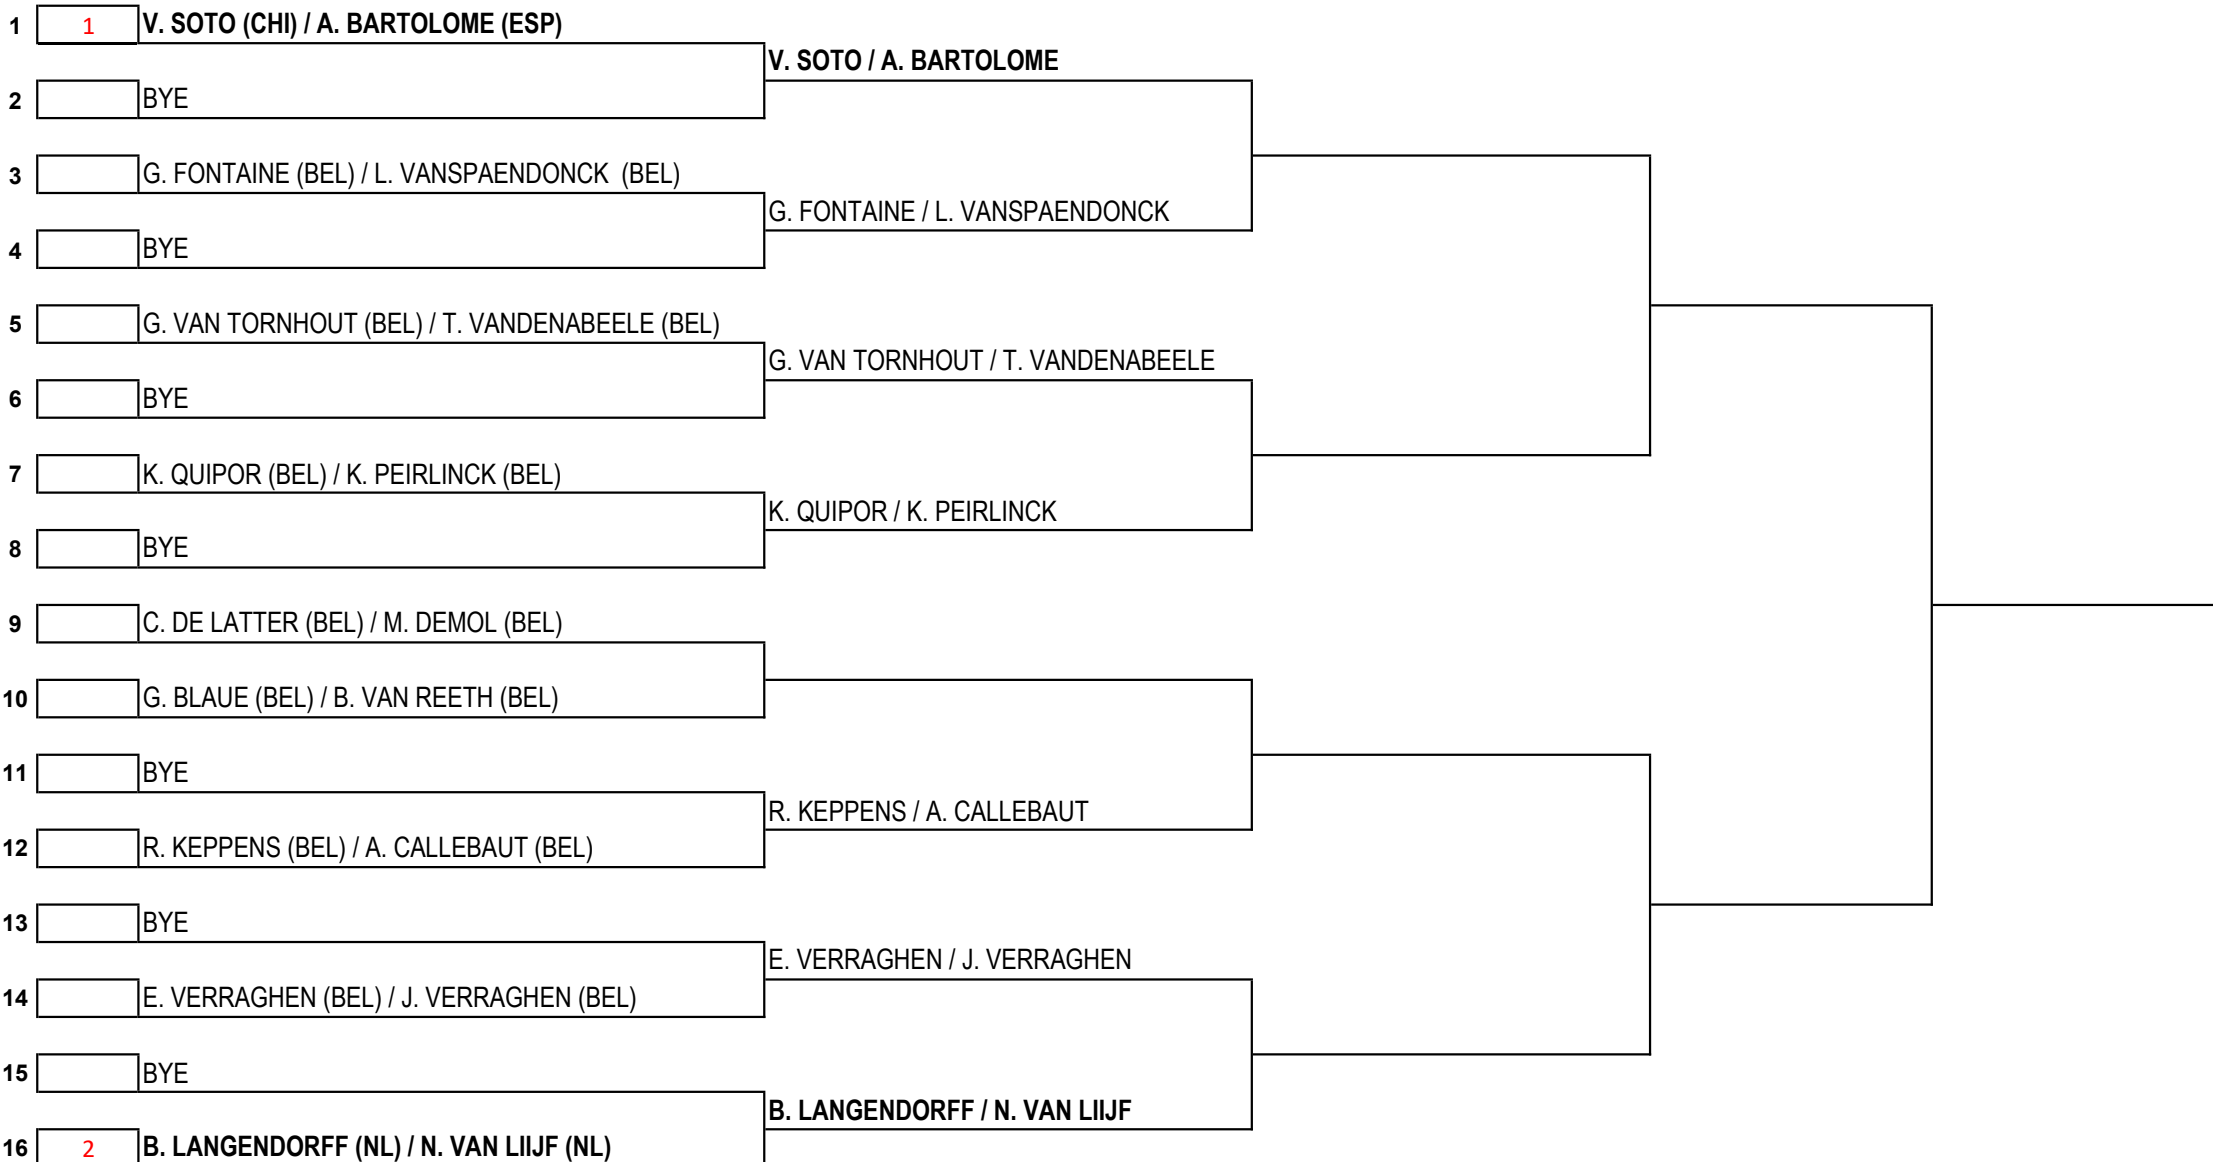 1 1 V. SOTO (CHI) / A. BARTOLOME (ESP)
V. SOTO / A. BARTOLOME
2 BYE
3 G. FONTAINE (BEL) / L. VANSPAENDONCK (BEL)
G. FONTAINE / L. VANSPAENDONCK
4 BYE
5 G. VAN TORNHOUT (BEL) / T. VANDENABEELE (BEL)
G. VAN TORNHOUT / T. VANDENABEELE
6 BYE
7 K. QUIPOR (BEL) / K. PEIRLINCK (BEL)
K. QUIPOR / K. PEIRLINCK
8 BYE
9 C. DE LATTER (BEL) / M. DEMOL (BEL)
10 G. BLAUE (BEL) / B. VAN REETH (BEL)
11 BYE
R. KEPPENS / A. CALLEBAUT
12 R. KEPPENS (BEL) / A. CALLEBAUT (BEL)
13 BYE
E. VERRAGHEN / J. VERRAGHEN
14 E. VERRAGHEN (BEL) / J. VERRAGHEN (BEL)
15 BYE
B. LANGENDORFF / N. VAN LIIJF
16 2 B. LANGENDORFF (NL) / N. VAN LIIJF (NL)